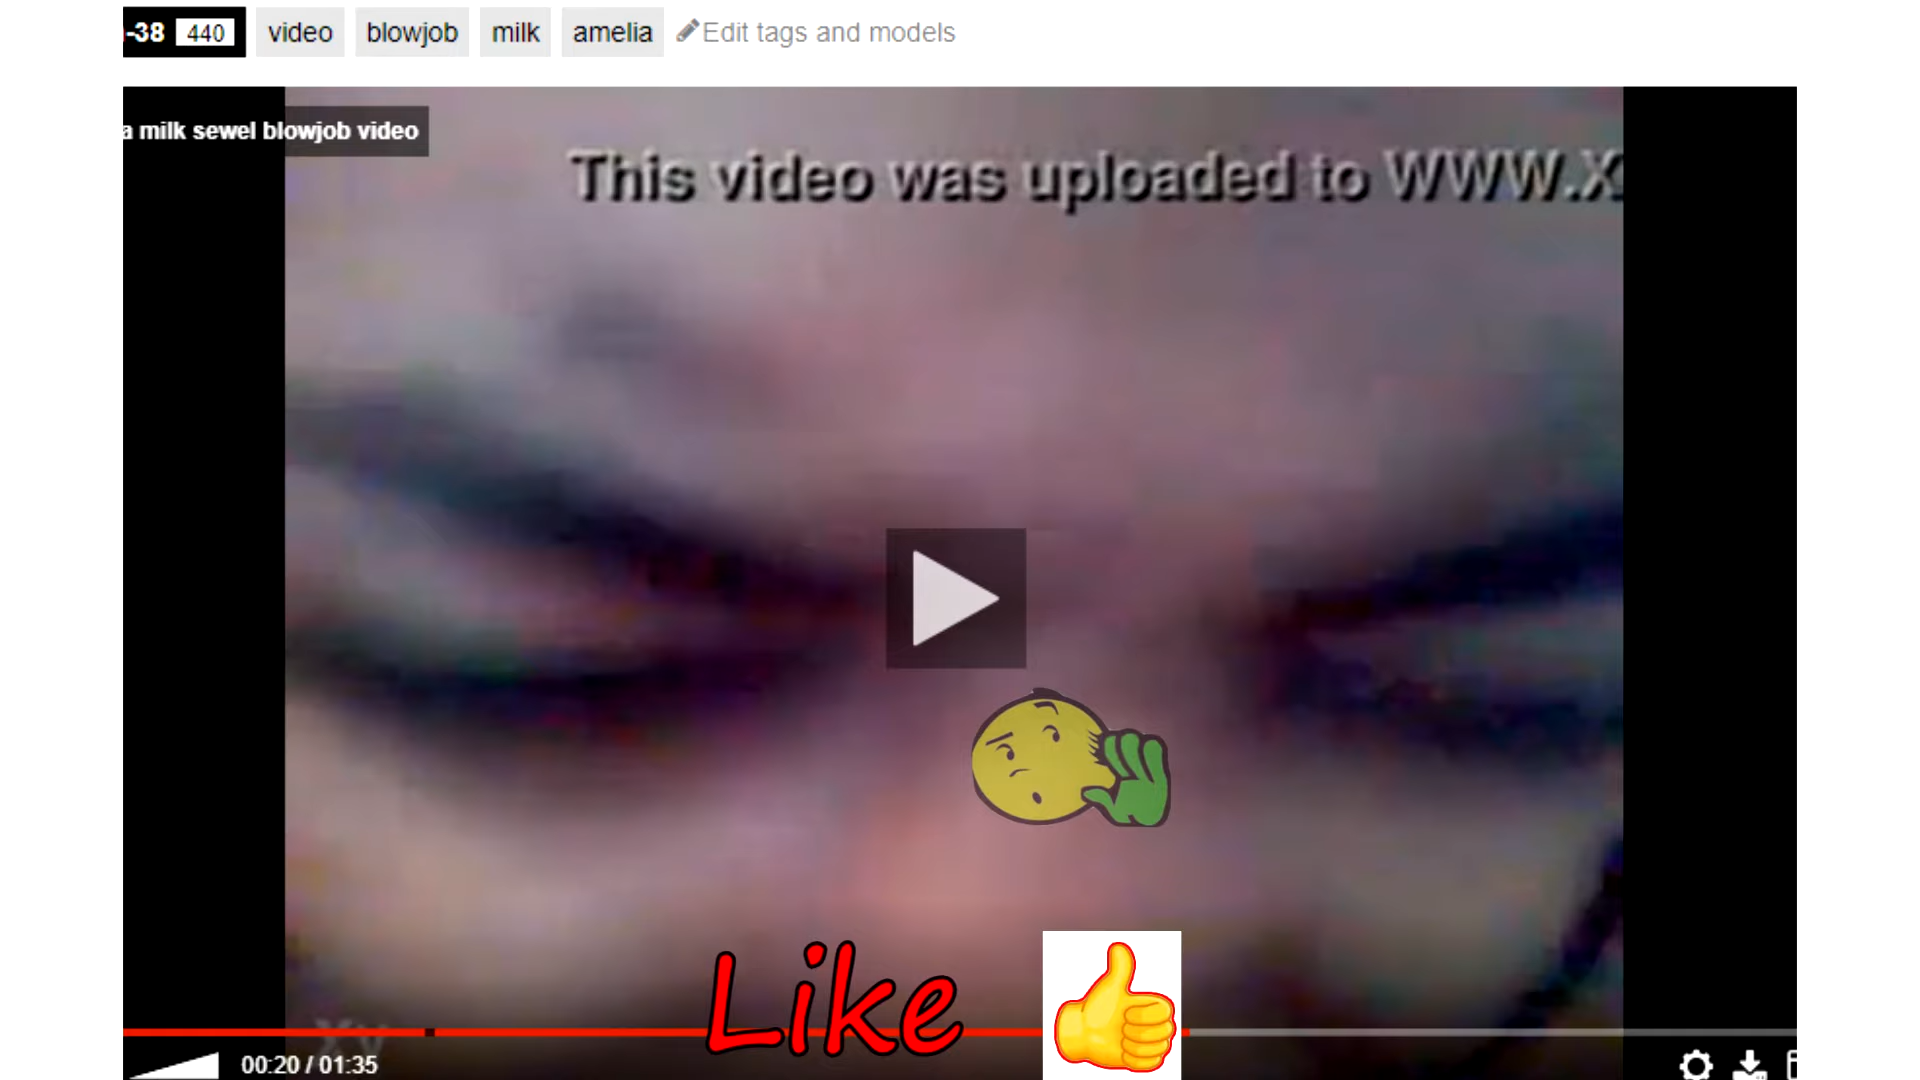 -38 440 video blowjob milk amelia Edit tags and models
a milk sewel blowjob video
This video was uploaded to WWW.X
Like
00:20 / 01:35